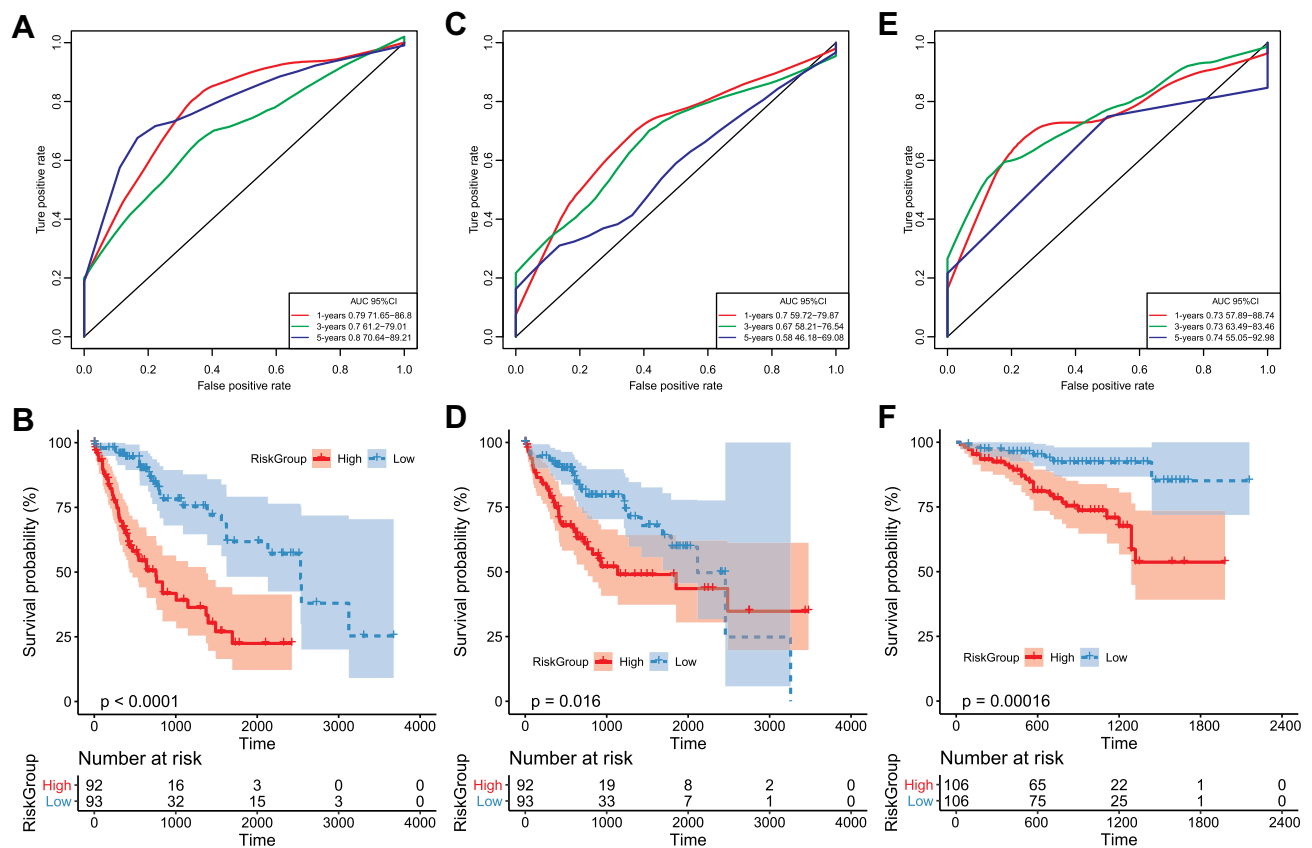 A
Ture positive rate
1.0
0.8
0.6
0.4
0.2
0.0
AUC 95%CI
1-years 0.79 71.65-86.8
3-years 0.7 61.2-79.01
5-years 0.8 70.64-89.21
0.0 0.2 0.4 0.6 0.8 1.0
False positive rate
C
Ture positive rate
1.0
0.8
0.6
0.4
0.2
0.0
AUC 95%CI
1-years 0.7 59.72-79.87
3-years 0.67 58.21-76.54
5-years 0.58 46.18-69.08
0.0 0.2 0.4 0.6 0.8 1.0
False positive rate
E
Ture positive rate
1.0
0.8
0.6
0.4
0.2
0.0
AUC 95%CI
1-years 0.73 57.89-88.74
3-years 0.73 63.49-83.46
5-years 0.74 55.05-92.98
0.0 0.2 0.4 0.6 0.8 1.0
False positive rate
B
Survival probability (%)
100
75
50
25
0
RiskGroup High Low
p < 0.0001
0 1000 2000 3000 4000
Time
Number at risk
RiskGroup
High 92 16 3 0 0
Low 93 32 15 3 0
0 1000 2000 3000 4000
Time
D
Survival probability (%)
100
75
50
25
0
RiskGroup High Low
p = 0.016
0 1000 2000 3000 4000
Time
Number at risk
RiskGroup
High 92 19 8 2 0
Low 93 33 7 1 0
0 1000 2000 3000 4000
Time
F
Survival probability (%)
100
75
50
25
0
RiskGroup High Low
p = 0.00016
0 600 1200 1800 2400
Time
Number at risk
RiskGroup
High 106 65 22 1 0
Low 106 75 25 1 0
0 600 1200 1800 2400
Time